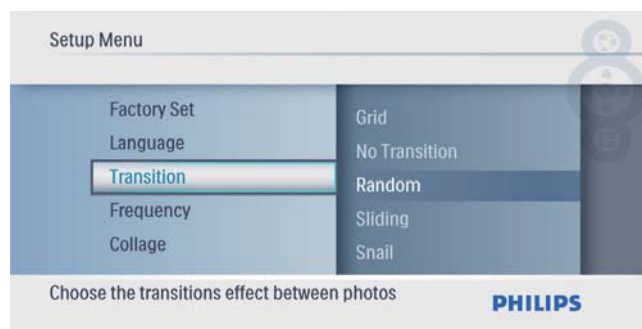 Setup Menu
Factory Set
Language
Transition
Frequency
Collage
Grid
No Transition
Random
Sliding
Snail
Choose the transitions effect between photos
PHILIPS